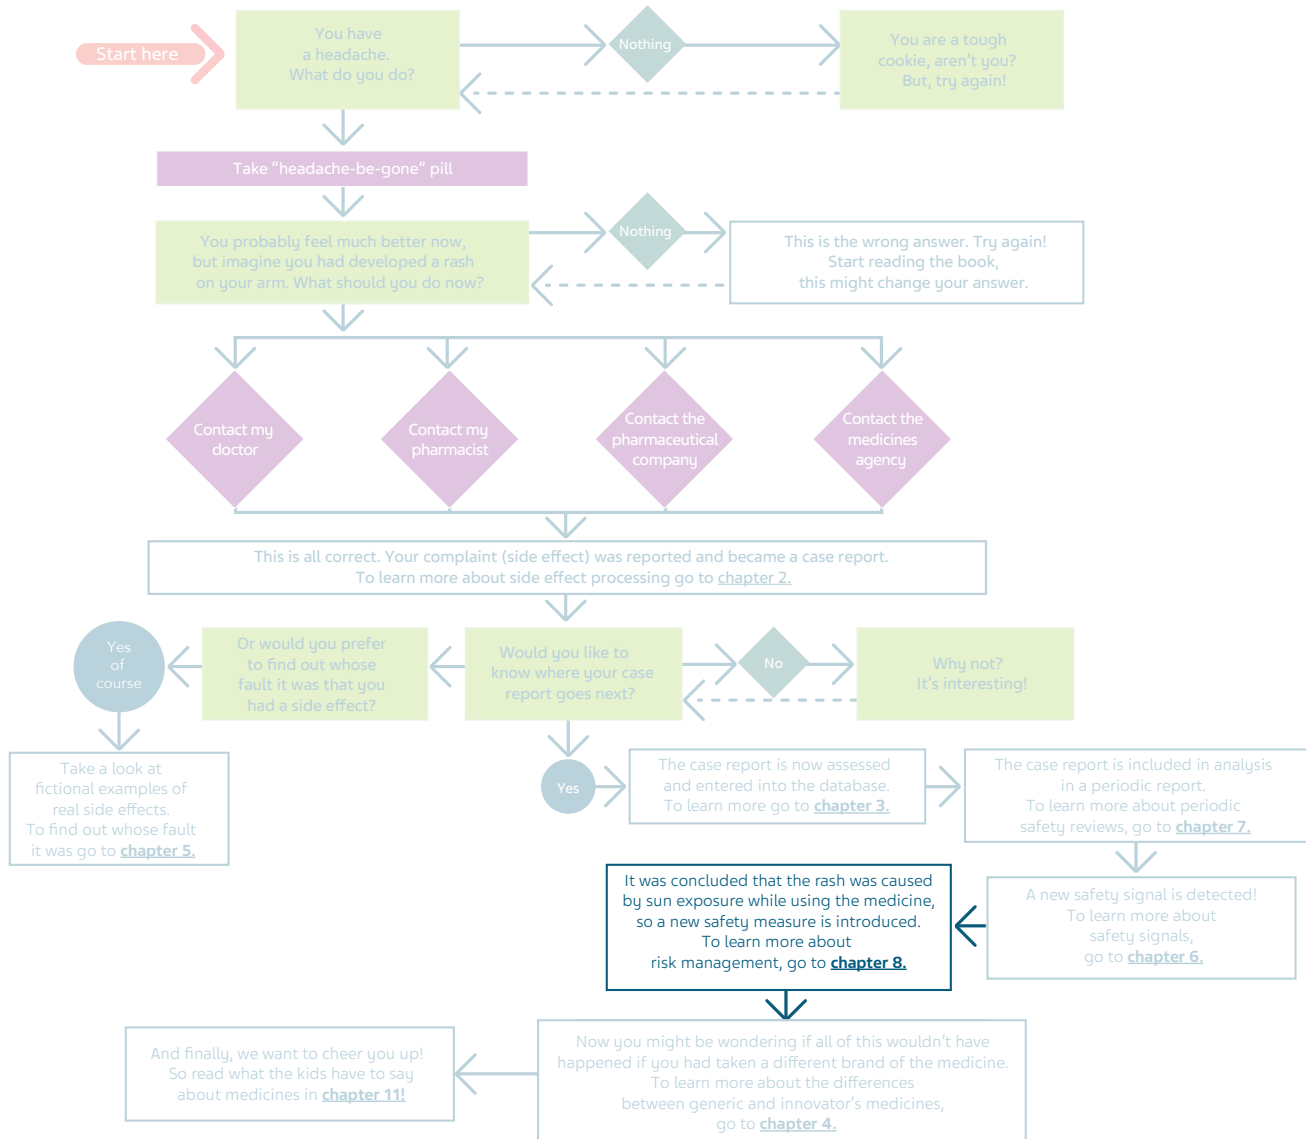 Start here
You have
a headache.
What do you do?
Nothing
You are a tough
cookie, aren't you?
But, try again!
Take “headache-be-gone” pill
You probably feel much better now,
but imagine you had developed a rash
on your arm. What should you do now?
Nothing
This is the wrong answer. Try again!
Start reading the book,
this might change your answer.
Contact my
doctor
Contact my
pharmacist
Contact the
pharmaceutical
company
Contact the
medicines
agency
This is all correct. Your complaint (side effect) was reported and became a case report.
To learn more about side effect processing go to chapter 2.
Yes
of
course
Or would you prefer
to find out whose
fault it was that you
had a side effect?
Would you like to
know where your case
report goes next?
No
Why not?
It's interesting!
Take a look at
fictional examples of
real side effects.
To find out whose fault
it was go to chapter 5.
Yes
The case report is now assessed
and entered into the database.
To learn more go to chapter 3.
The case report is included in analysis
in a periodic report.
To learn more about periodic
safety reviews, go to chapter 7.
It was concluded that the rash was caused
by sun exposure while using the medicine,
so a new safety measure is introduced.
To learn more about
risk management, go to chapter 8.
A new safety signal is detected!
To learn more about
safety signals,
go to chapter 6.
And finally, we want to cheer you up!
So read what the kids have to say
about medicines in chapter 11!
Now you might be wondering if all of this wouldn't have
happened if you had taken a different brand of the medicine.
To learn more about the differences
between generic and innovator's medicines,
go to chapter 4.